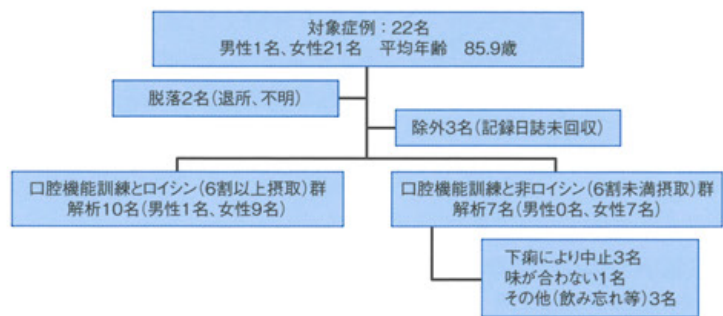 対象症例：22名
男性1名、女性21名　平均年齢　85.9歳
脱落2名（退所、不明）
除外3名（記録日誌未回収）
口腔機能訓練とロイシン（6割以上摂取）群
解析10名（男性1名、女性9名）
口腔機能訓練と非ロイシン（6割未満摂取）群
解析7名（男性0名、女性7名）
下痢により中止3名
味が合わない1名
その他（飲み忘れ等）3名